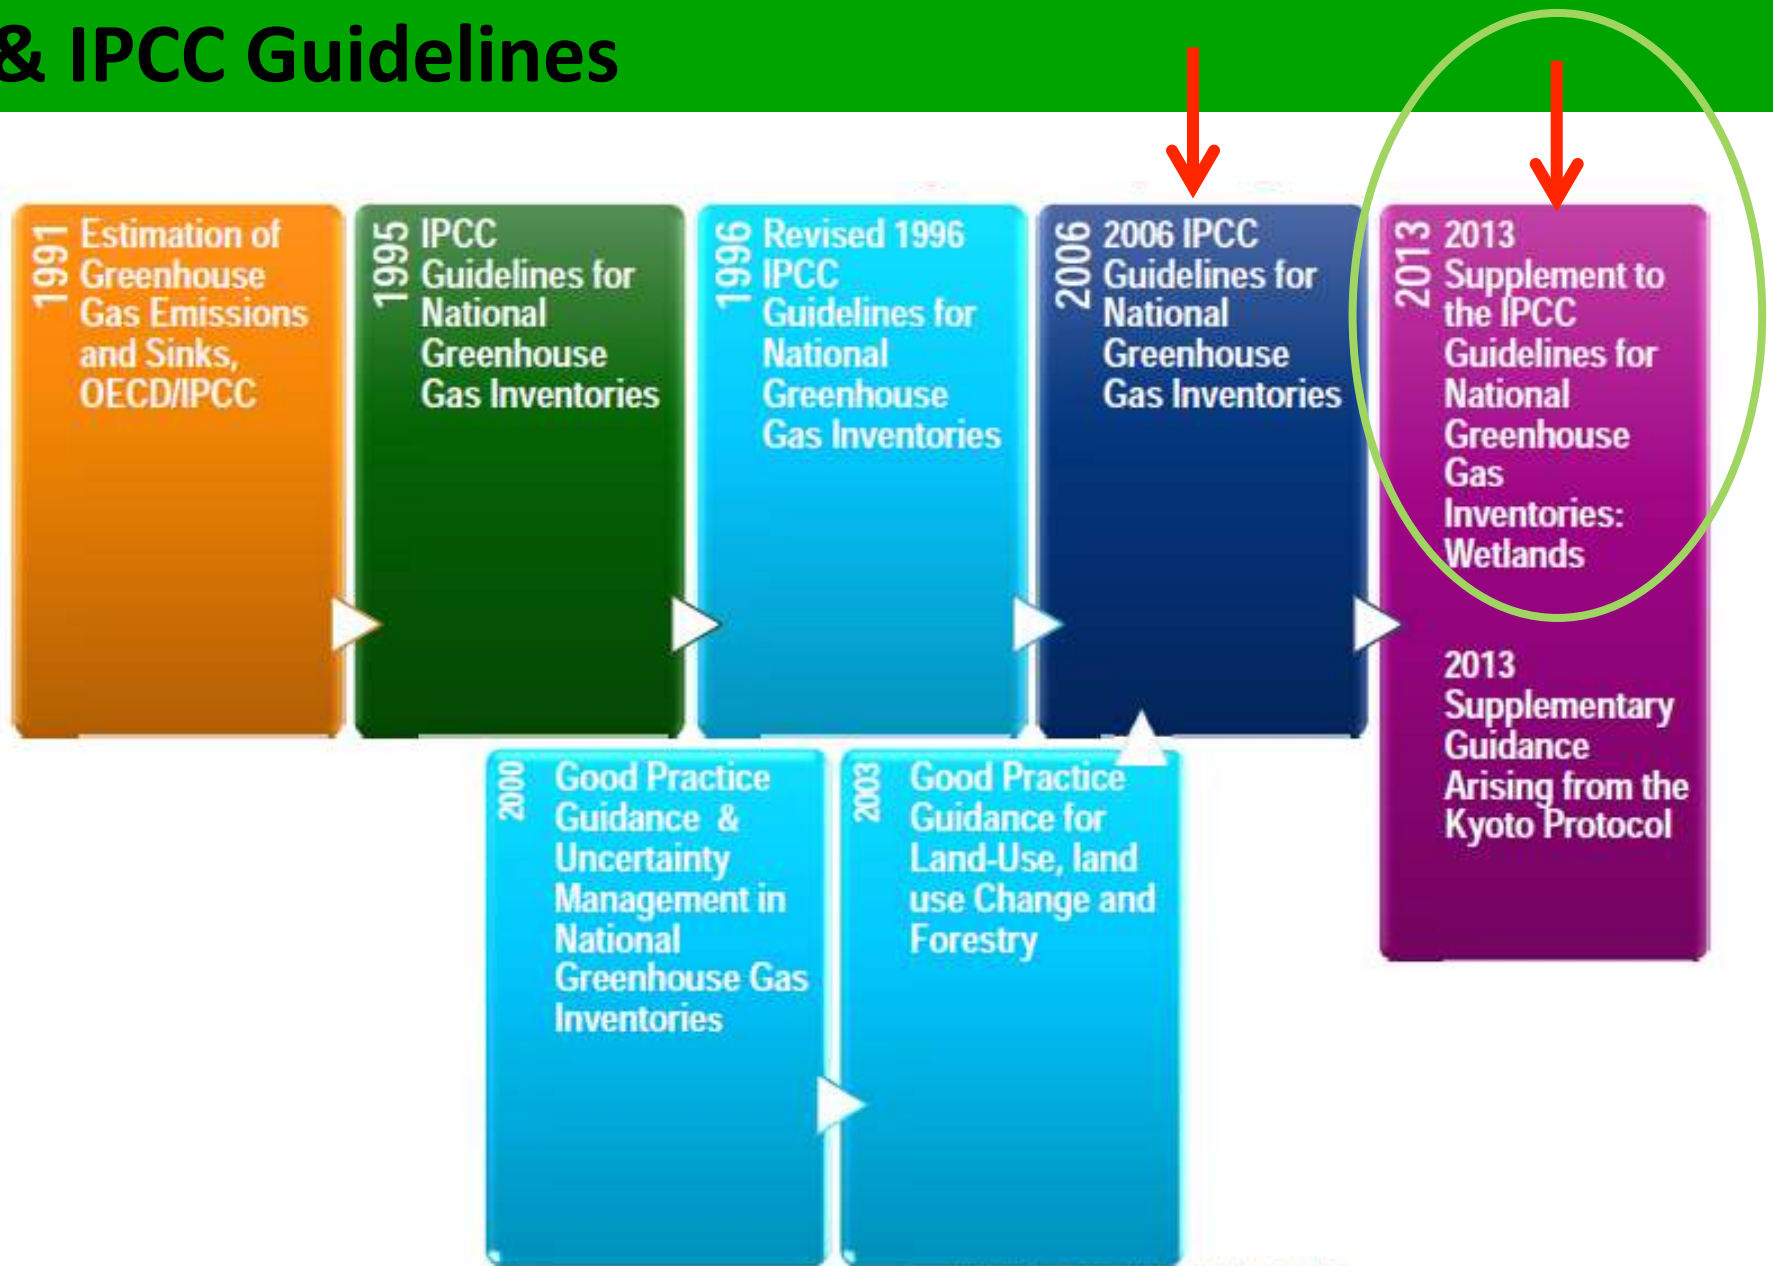 & IPCC Guidelines
1991
Estimation of
Greenhouse
Gas Emissions
and Sinks,
OECD/IPCC
1995
IPCC
Guidelines for
National
Greenhouse
Gas Inventories
1996
Revised 1996
IPCC
Guidelines for
National
Greenhouse
Gas Inventories
2006
2006 IPCC
Guidelines for
National
Greenhouse
Gas Inventories
2013
2013
Supplement to
the IPCC
Guidelines for
National
Greenhouse
Gas
Inventories:
Wetlands
2013
Supplementary
Guidance
Arising from the
Kyoto Protocol
2000
Good Practice
Guidance &
Uncertainty
Management in
National
Greenhouse Gas
Inventories
2003
Good Practice
Guidance for
Land-Use, land
use Change and
Forestry